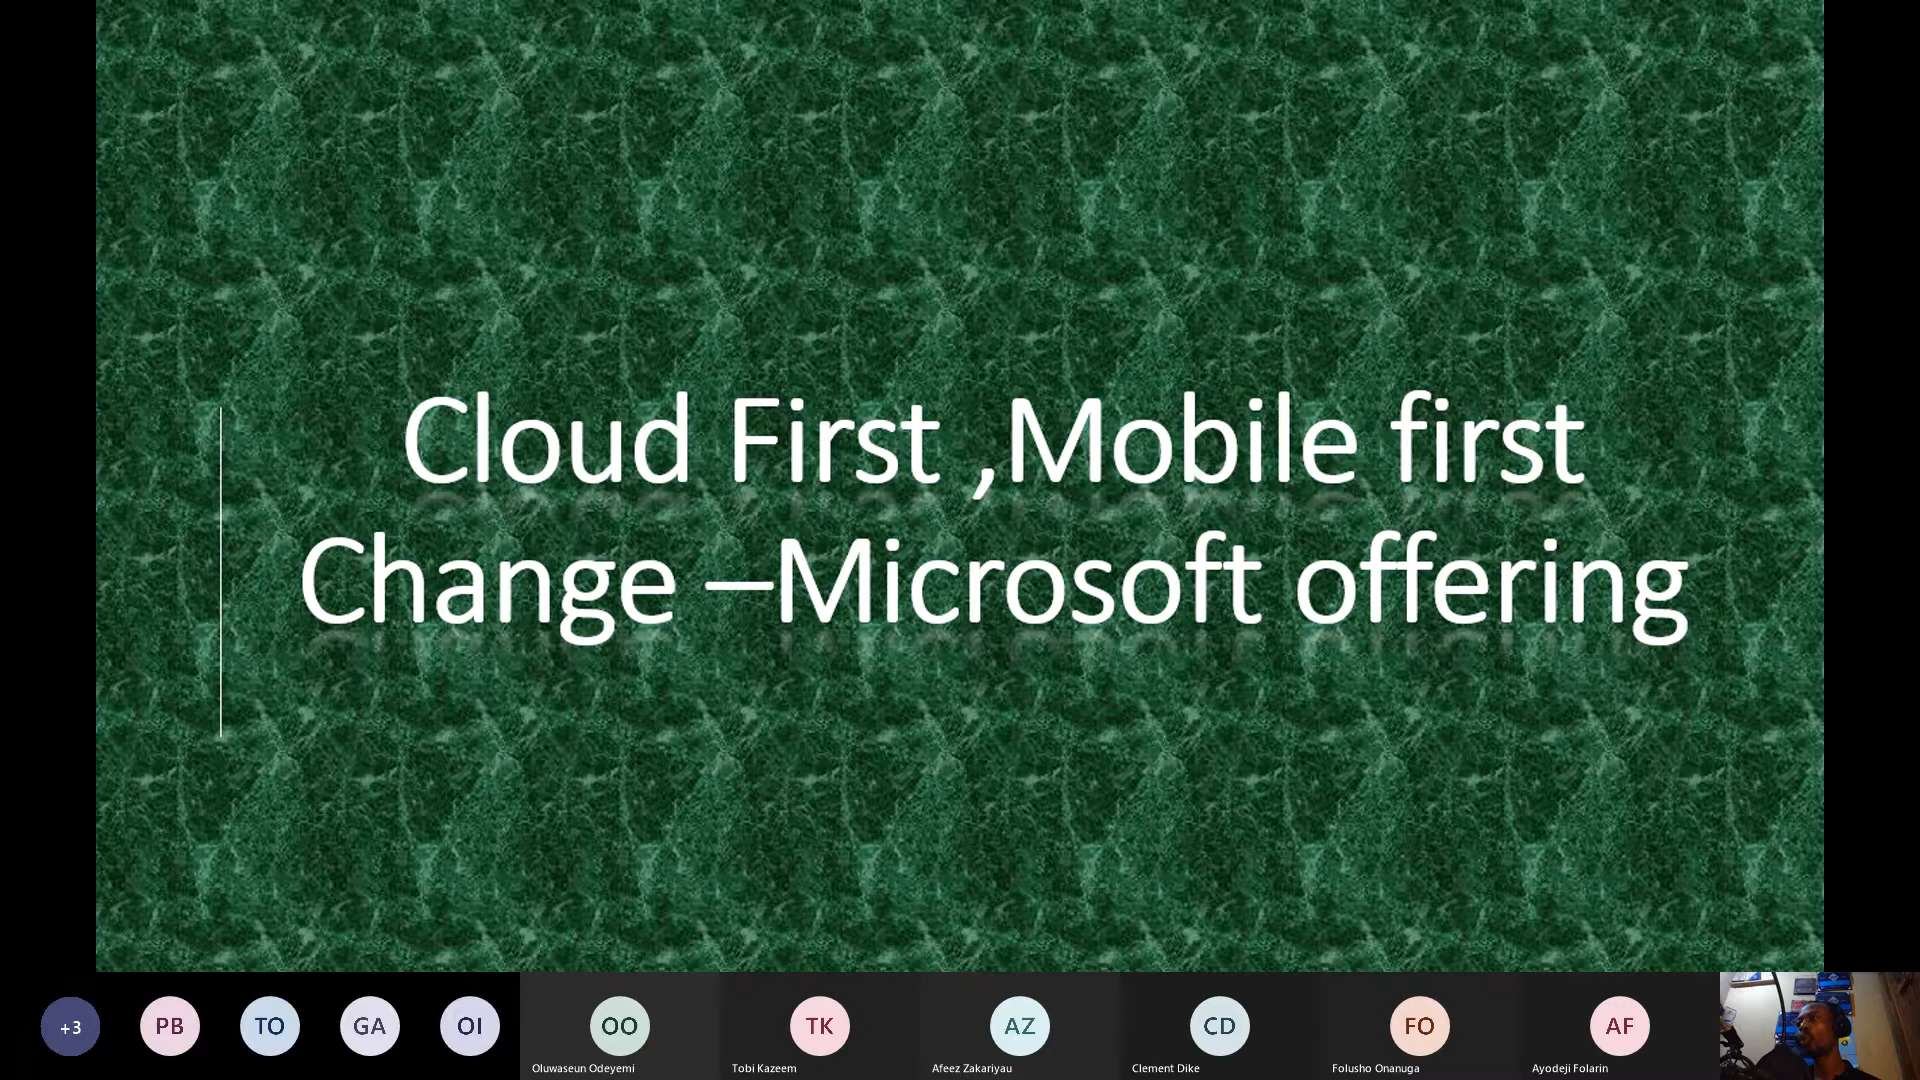 Cloud First ,Mobile first
Change –Microsoft offering
+3
PB
TO
GA
OI
OO
TK
AZ
CD
FO
AF
Oluwaseun Odeyemi
Tobi Kazeem
Afeez Zakariyau
Clement Dike
Folusho Onanuga
Ayodeji Folarin